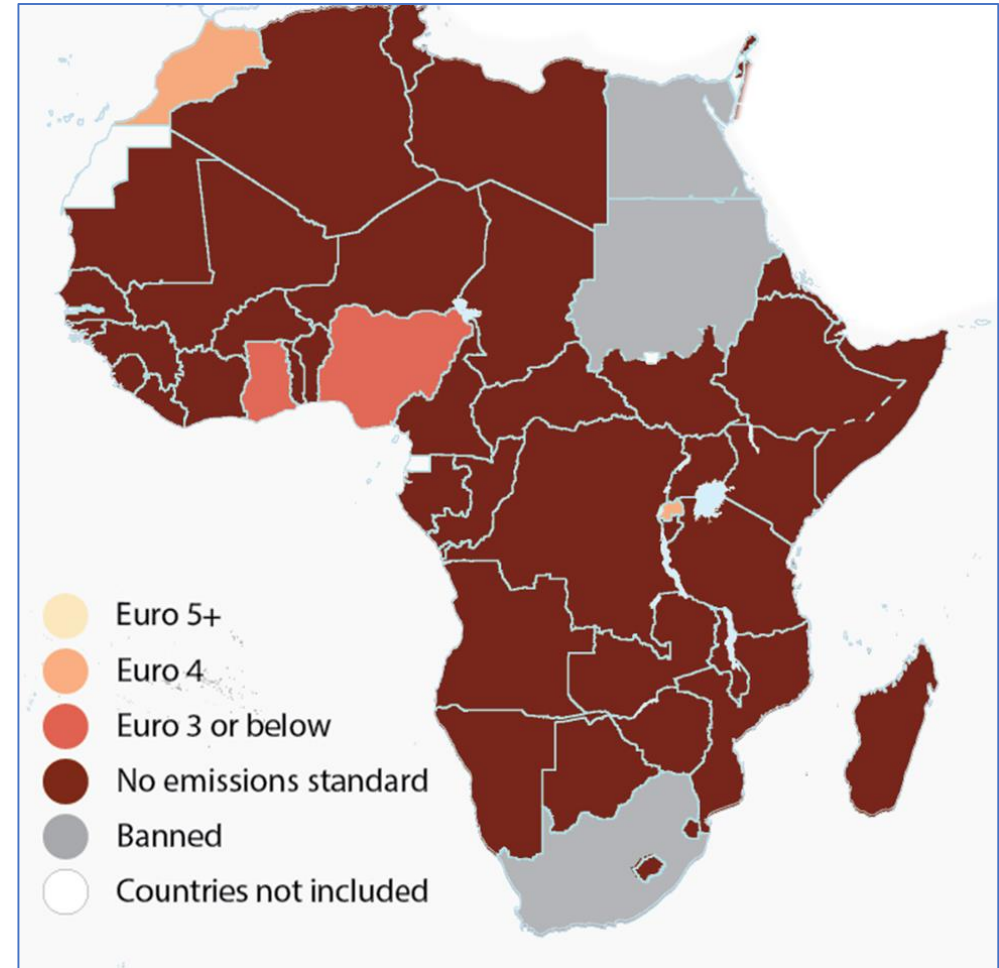 Euro 5+
Euro 4
Euro 3 or below
No emissions standard
Banned
Countries not included